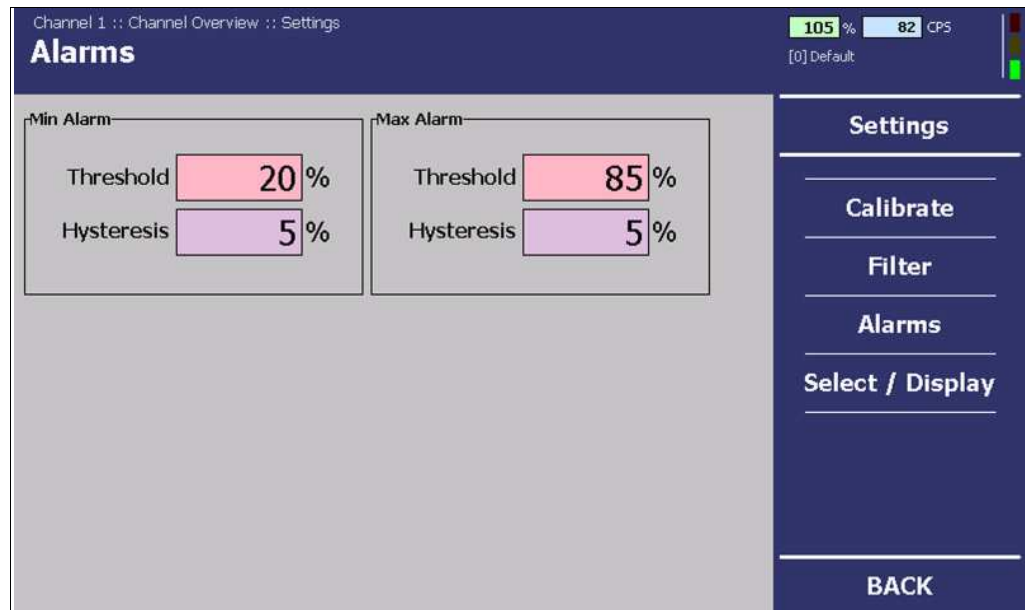 Channel 1 :: Channel Overview :: Settings
Alarms
105 % 82 CPS
[0] Default
Min Alarm
Threshold 20 %
Hysteresis 5 %
Max Alarm
Threshold 85 %
Hysteresis 5 %
Settings
Calibrate
Filter
Alarms
Select / Display
BACK